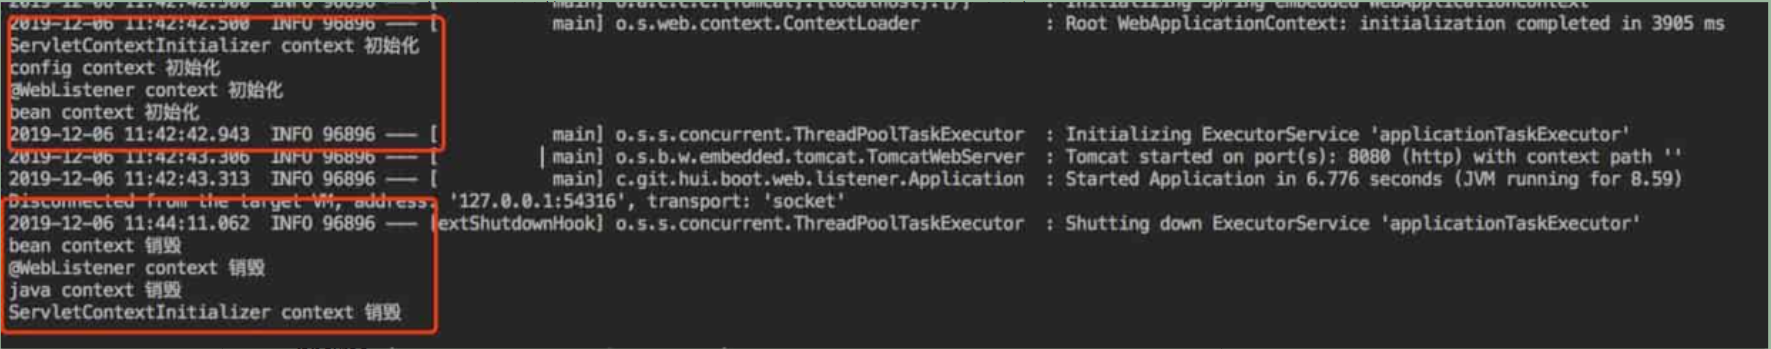 2019-12-06 11:42:42.500 INFO 96896 --- [ main] o.a.c.c.C.[Tomcat].[localhost].[/] : Initializing Spring embedded WebApplicationContext
2019-12-06 11:42:42.500 INFO 96896 --- [ main] o.s.web.context.ContextLoader : Root WebApplicationContext: initialization completed in 3905 ms
ServletContextInitializer context 初始化
config context 初始化
@WebListener context 初始化
bean context 初始化
2019-12-06 11:42:42.943 INFO 96896 --- [ main] o.s.s.concurrent.ThreadPoolTaskExecutor : Initializing ExecutorService 'applicationTaskExecutor'
2019-12-06 11:42:43.306 INFO 96896 --- [ main] o.s.b.w.embedded.tomcat.TomcatWebServer : Tomcat started on port(s): 8080 (http) with context path ''
2019-12-06 11:42:43.313 INFO 96896 --- [ main] c.git.hui.boot.web.listener.Application : Started Application in 6.776 seconds (JVM running for 8.59)
Disconnected from the target VM, address: '127.0.0.1:54316', transport: 'socket'
2019-12-06 11:44:11.062 INFO 96896 --- [extShutdownHook] o.s.s.concurrent.ThreadPoolTaskExecutor : Shutting down ExecutorService 'applicationTaskExecutor'
bean context 销毁
@WebListener context 销毁
java context 销毁
ServletContextInitializer context 销毁